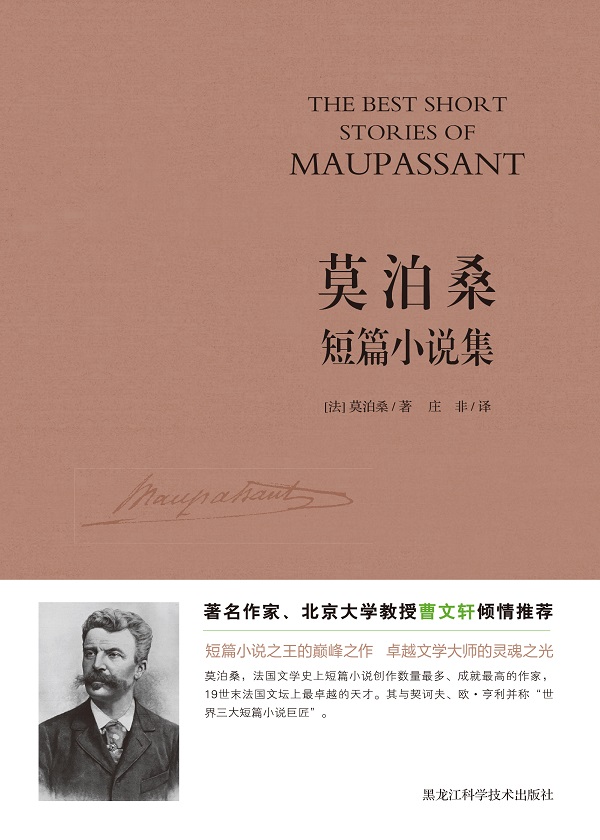 THE BEST SHORT
STORIES OF
MAUPASSANT
莫泊桑
短篇小说集
[法] 莫泊桑 / 著 庄 非 / 译
Maupassant
著名作家、北京大学教授曹文轩倾情推荐
短篇小说之王的巅峰之作 卓越文学大师的灵魂之光
莫泊桑，法国文学史上短篇小说创作数量最多、成就最高的作家，
19世末法国文坛上最卓越的天才。其与契诃夫、欧·亨利并称“世
界三大短篇小说巨匠”。
黑龙江科学技术出版社